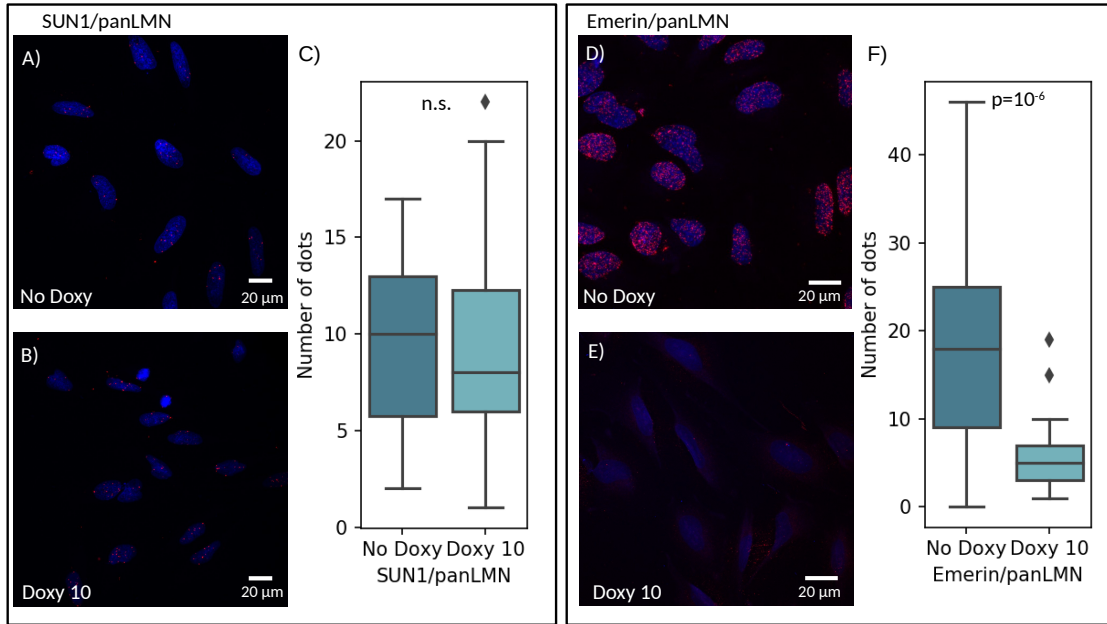 SUN1/panLMN
A)
No Doxy
20 µm
B)
Doxy 10
20 µm
C)
n.s.
Number of dots
20
15
10
5
0
No Doxy Doxy 10
SUN1/panLMN
Emerin/panLMN
D)
No Doxy
20 µm
E)
Doxy 10
20 µm
F)
p=10⁻⁶
Number of dots
40
30
20
10
0
No Doxy Doxy 10
Emerin/panLMN